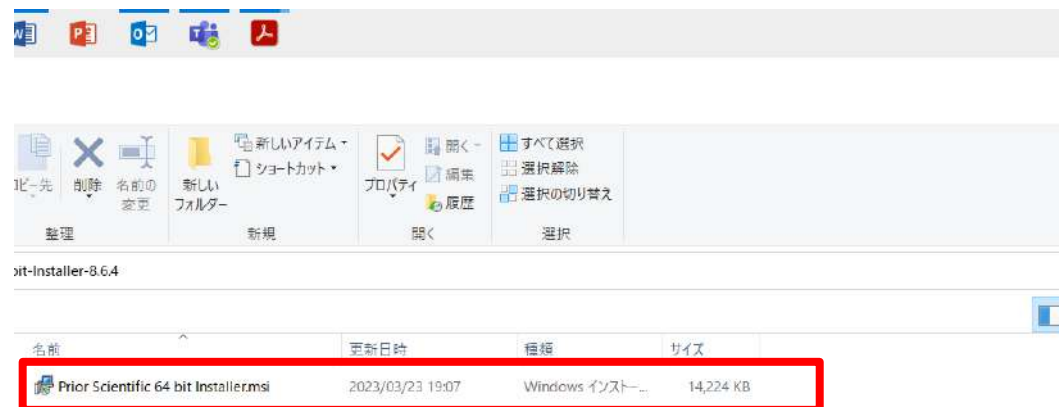 新しいアイテム
ショートカット
開く
編集
履歴
すべて選択
選択解除
選択の切り替え
ピー先 削除 名前の
変更
新しい
フォルダー
プロパティ
整理 新規 開く 選択
bit-Installer-8.6.4
名前 更新日時 種類 サイズ
Prior Scientific 64 bit Installer.msi 2023/03/23 19:07 Windows インストー... 14,224 KB